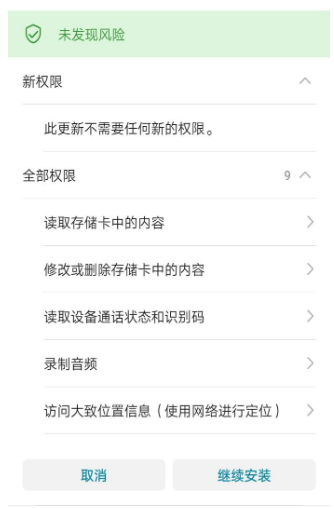 未发现风险
新权限
此更新不需要任何新的权限。
全部权限 9
读取存储卡中的内容
修改或删除存储卡中的内容
读取设备通话状态和识别码
录制音频
访问大致位置信息（使用网络进行定位）
取消 继续安装